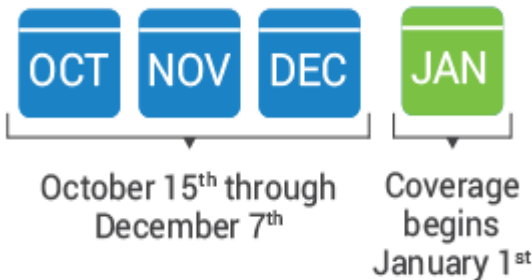 OCT NOV DEC JAN
October 15th through
December 7th
Coverage
begins
January 1st